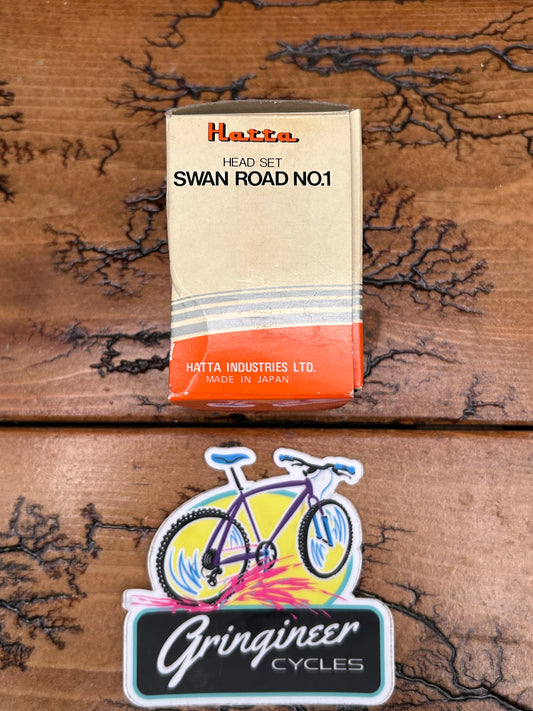 Hatta
HEAD SET
SWAN ROAD NO.1
HATTA INDUSTRIES LTD.
MADE IN JAPAN
Gringineer
CYCLES